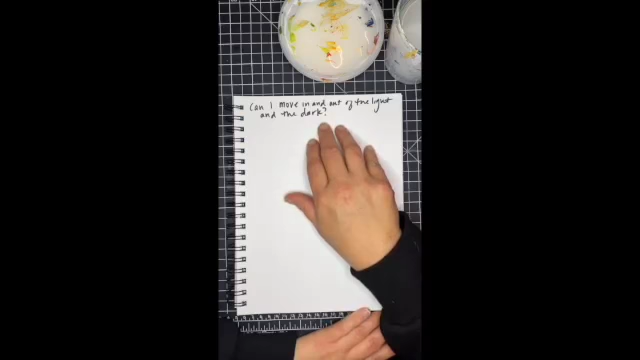 Can I move in and out of the light
and the dark?